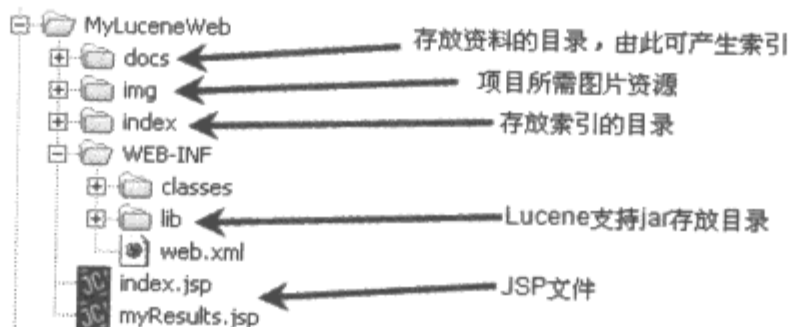 MyLuceneWeb
docs 存放资料的目录，由此可产生索引
img 项目所需图片资源
index 存放索引的目录
WEB-INF
classes
lib Lucene支持jar存放目录
web.xml
index.jsp JSP文件
myResults.jsp